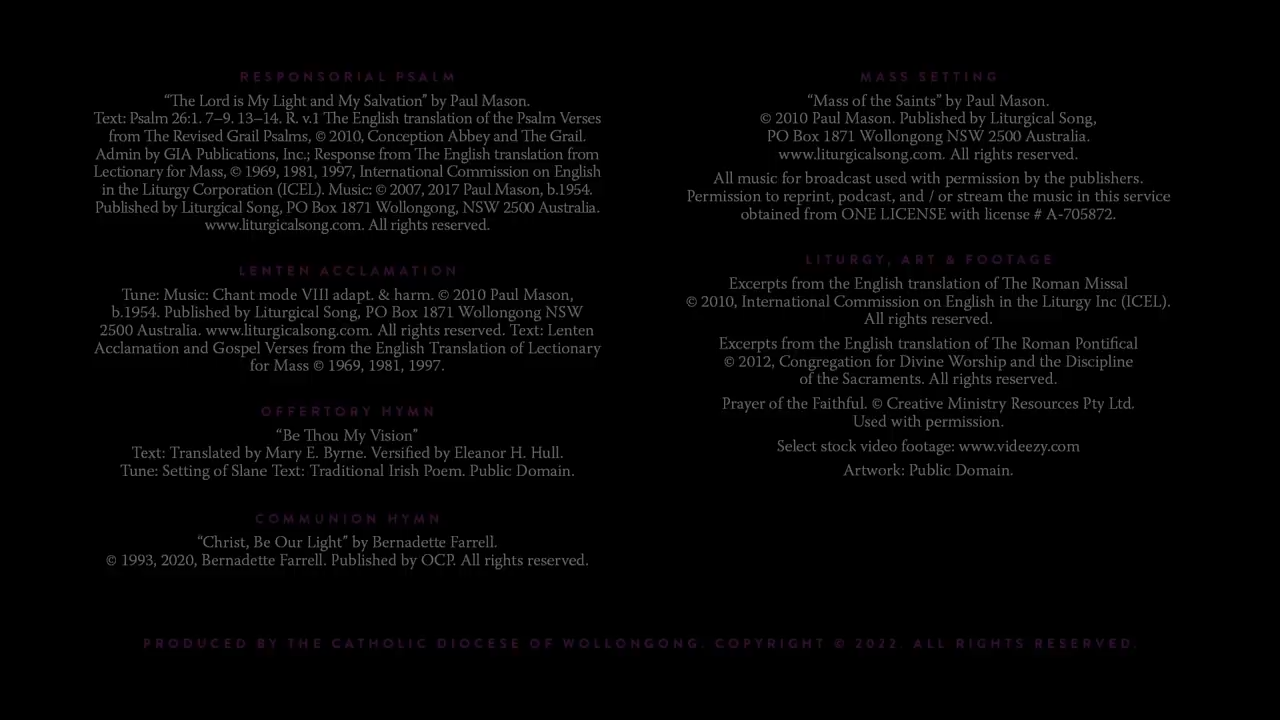 RESPONSORIAL PSALM
“The Lord is My Light and My Salvation” by Paul Mason.
Text: Psalm 26:1. 7–9. 13–14. R. v.1 The English translation of the Psalm Verses
from The Revised Grail Psalms, © 2010, Conception Abbey and The Grail.
Admin by GIA Publications, Inc.; Response from The English translation from
Lectionary for Mass, © 1969, 1981, 1997, International Commission on English
in the Liturgy Corporation (ICEL). Music: © 2007, 2017 Paul Mason, b.1954.
Published by Liturgical Song, PO Box 1871 Wollongong, NSW 2500 Australia.
www.liturgicalsong.com. All rights reserved.
LENTEN ACCLAMATION
Tune: Music: Chant mode VIII adapt. & harm. © 2010 Paul Mason,
b.1954. Published by Liturgical Song, PO Box 1871 Wollongong NSW
2500 Australia. www.liturgicalsong.com. All rights reserved. Text: Lenten
Acclamation and Gospel Verses from the English Translation of Lectionary
for Mass © 1969, 1981, 1997.
OFFERTORY HYMN
“Be Thou My Vision”
Text: Translated by Mary E. Byrne. Versified by Eleanor H. Hull.
Tune: Setting of Slane Text: Traditional Irish Poem. Public Domain.
COMMUNION HYMN
“Christ, Be Our Light” by Bernadette Farrell.
© 1993, 2020, Bernadette Farrell. Published by OCP. All rights reserved.
MASS SETTING
“Mass of the Saints” by Paul Mason.
© 2010 Paul Mason. Published by Liturgical Song,
PO Box 1871 Wollongong NSW 2500 Australia.
www.liturgicalsong.com. All rights reserved.
All music for broadcast used with permission by the publishers.
Permission to reprint, podcast, and / or stream the music in this service
obtained from ONE LICENSE with license # A-705872.
LITURGY, ART & FOOTAGE
Excerpts from the English translation of The Roman Missal
© 2010, International Commission on English in the Liturgy Inc (ICEL).
All rights reserved.
Excerpts from the English translation of The Roman Pontifical
© 2012, Congregation for Divine Worship and the Discipline
of the Sacraments. All rights reserved.
Prayer of the Faithful. © Creative Ministry Resources Pty Ltd.
Used with permission.
Select stock video footage: www.videezy.com
Artwork: Public Domain.
PRODUCED BY THE CATHOLIC DIOCESE OF WOLLONGONG. COPYRIGHT © 2022. ALL RIGHTS RESERVED.